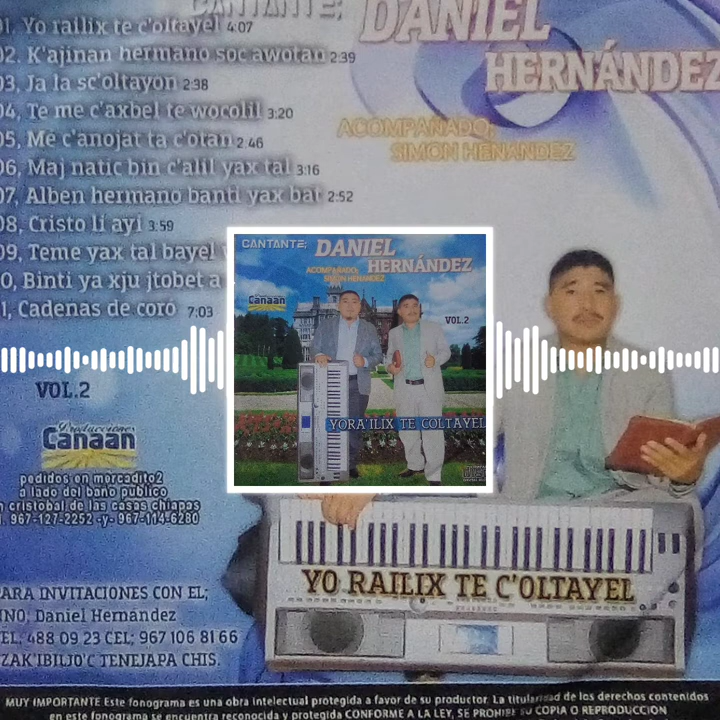 CANTANTE; DANIEL
HERNÁNDEZ
ACOMPAÑADO;
SIMON HENANDEZ
1, Yo railix te c'oltayel 4:07
02. K'ajinan hermano soc awotan 2:39
03, Ja la sc'oltayon 2:38
04, Te me c'axbel te wocolil 3:20
05, Me c'anojat ta c'otan 2:46
06, Maj natic bin c'alil yax tal 3:16
07, Alben hermano banti yax bat 2:52
08, Cristo li ayi 3:59
09, Teme yax tal bayel
0, Binti ya xju jtobet a
1, Cadenas de coró 7:03
VOL.2
Producciones
Canaan
pedidos en mercadito2
a lado del baño publico
n cristobal de las casas chiapas
l. 967-127-2252 -y- 967-114-6280
ARA INVITACIONES CON EL;
NO, Daniel Hernández
EL. 488 09 23 CEL; 967 106 81 66
ZAK'IBILJO'C TENEJAPA CHIS.
CANTANTE; DANIEL
HERNÁNDEZ
ACOMPAÑADO;
SIMON HENANDEZ
Canaan
VOL.2
YORA'ILIX TE COLTAYEL
YO RAILIX TE C'OLTAYEL
MUY IMPORTANTE Este fonograma es una obra intelectual protegida a favor de su productor. La titularidad de los derechos contenidos
en este fonograma se encuentra reconocida y protegida CONFORME A LA LEY, SE PROHIBE SU COPIA O REPRODUCCION